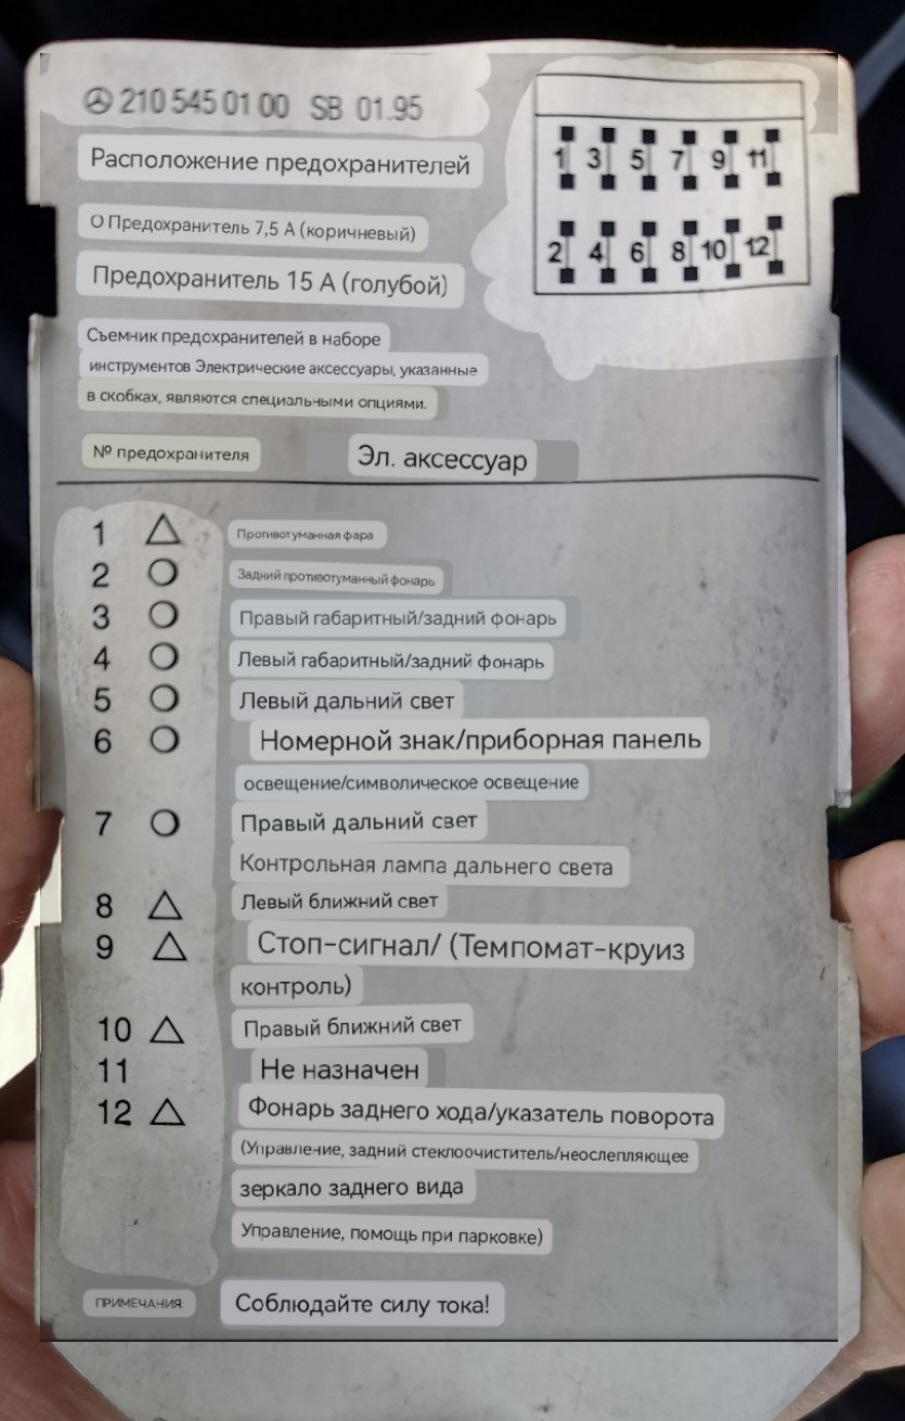 210 545 01 00 SB 01.95
Расположение предохранителей
О Предохранитель 7,5 А (коричневый)
Предохранитель 15 А (голубой)
Съемник предохранителей в наборе
инструментов Электрические аксессуары, указанные
в скобках, являются специальными опциями.
1 3 5 7 9 11
2 4 6 8 10 12
№ предохранителя Эл. аксессуар
1 △ Противотуманная фара
2 ○ Задний противотуманный фонарь
3 ○ Правый габаритный/задний фонарь
4 ○ Левый габаритный/задний фонарь
5 ○ Левый дальний свет
6 ○ Номерной знак/приборная панель
освещение/символическое освещение
7 ○ Правый дальний свет
Контрольная лампа дальнего света
8 △ Левый ближний свет
9 △ Стоп-сигнал/ (Темпомат-круиз
контроль)
10 △ Правый ближний свет
11 Не назначен
12 △ Фонарь заднего хода/указатель поворота
(Управление, задний стеклоочиститель/неослепляющее
зеркало заднего вида
Управление, помощь при парковке)
ПРИМЕЧАНИЯ: Соблюдайте силу тока!